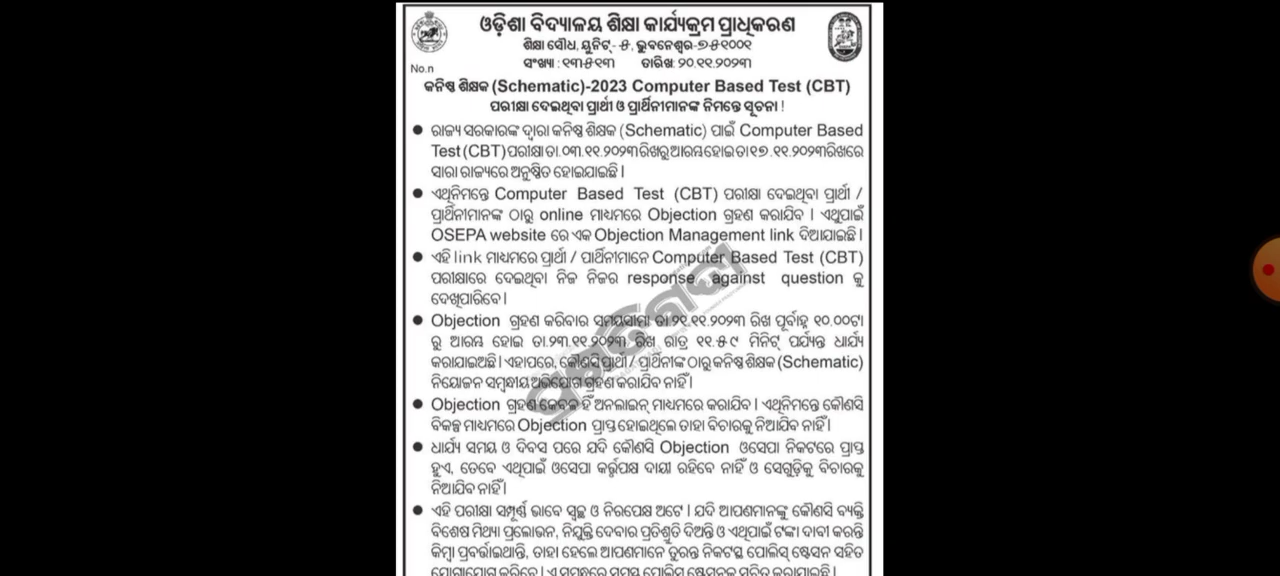 ଓଡ଼ିଶା ବିଦ୍ୟାଳୟ ଶିକ୍ଷା କାର୍ଯ୍ୟକ୍ରମ ପ୍ରାଧିକରଣ
ଶିକ୍ଷା ସୌଧ, ୟୁନିଟ୍-୫, ଭୁବନେଶ୍ୱର-୭୫୧୦୦୧
ସଂଖ୍ୟା : ୧୩୫୧୩ ତାରିଖ: ୨୦.୧୧.୨୦୨୩
No.n
କନିଷ୍ଠ ଶିକ୍ଷକ (Schematic)-2023 Computer Based Test (CBT)
ପରୀକ୍ଷା ଦେଇଥିବା ପ୍ରାର୍ଥୀ ଓ ପ୍ରାର୍ଥିନୀମାନଙ୍କ ନିମନ୍ତେ ସୂଚନା !
● ରାଜ୍ୟ ସରକାରଙ୍କ ଦ୍ୱାରା କନିଷ୍ଠ ଶିକ୍ଷକ (Schematic) ପାଇଁ Computer Based
Test (CBT) ପରୀକ୍ଷା ତା.୦୩.୧୧.୨୦୨୩ରିଖରୁ ଆରମ୍ଭ ହୋଇ ତା ୧୭.୧୧.୨୦୨୩ରିଖରେ
ସାରା ରାଜ୍ୟରେ ଅନୁଷ୍ଠିତ ହୋଇଯାଇଛି ।
● ଏଥିନିମନ୍ତେ Computer Based Test (CBT) ପରୀକ୍ଷା ଦେଇଥିବା ପ୍ରାର୍ଥୀ /
ପ୍ରାର୍ଥିନୀମାନଙ୍କ ଠାରୁ online ମାଧ୍ୟମରେ Objection ଗ୍ରହଣ କରାଯିବ । ଏଥିପାଇଁ
OSEPA website ରେ ଏକ Objection Management link ଦିଆଯାଇଛି ।
● ଏହି link ମାଧ୍ୟମରେ ପ୍ରାର୍ଥୀ / ପାର୍ଥିନୀମାନେ Computer Based Test (CBT)
ପରୀକ୍ଷାରେ ଦେଇଥିବା ନିଜ ନିଜର response against question କୁ
ଦେଖିପାରିବେ ।
● Objection ଗ୍ରହଣ କରିବାର ସମୟସୀମା ତା.୨୧.୧୧.୨୦୨୩ ରିଖ ପୂର୍ବାହ୍ନ ୧୦.୦୦ଟା
ରୁ ଆରମ୍ଭ ହୋଇ ତା.୨୩.୧୧.୨୦୨୩ ରିଖ ରାତ୍ର ୧୧.୫୯ ମିନିଟ୍ ପର୍ଯ୍ୟନ୍ତ ଧାର୍ଯ୍ୟ
କରାଯାଇଅଛି । ଏହାପରେ, କୌଣସି ପ୍ରାର୍ଥୀ / ପ୍ରାର୍ଥିନୀଙ୍କ ଠାରୁ କନିଷ୍ଠ ଶିକ୍ଷକ (Schematic)
ନିୟୋଜନ ସମ୍ବନ୍ଧୀୟ ଅଭିଯୋଗ ଗ୍ରହଣ କରାଯିବ ନାହିଁ ।
● Objection ଗ୍ରହଣ କେବଳ ହିଁ ଅନଲାଇନ୍ ମାଧ୍ୟମରେ କରାଯିବ । ଏଥିନିମନ୍ତେ କୌଣସି
ବିକଳ୍ପ ମାଧ୍ୟମରେ Objection ପ୍ରାପ୍ତ ହୋଇଥିଲେ ତାହା ବିଚାରକୁ ନିଆଯିବ ନାହିଁ ।
● ଧାର୍ଯ୍ୟ ସମୟ ଓ ଦିବସ ପରେ ଯଦି କୌଣସି Objection ଓସେପା ନିକଟରେ ପ୍ରାପ୍ତ
ହୁଏ, ତେବେ ଏଥିପାଇଁ ଓସେପା କର୍ତ୍ତୃପକ୍ଷ ଦାୟୀ ରହିବେ ନାହିଁ ଓ ସେଗୁଡ଼ିକୁ ବିଚାରକୁ
ନିଆଯିବ ନାହିଁ ।
● ଏହି ପରୀକ୍ଷା ସମ୍ପୂର୍ଣ୍ଣ ଭାବେ ସ୍ୱଚ୍ଛ ଓ ନିରପେକ୍ଷ ଅଟେ । ଯଦି ଆପଣମାନଙ୍କୁ କୌଣସି ବ୍ୟକ୍ତି
ବିଶେଷ ମିଥ୍ୟା ପ୍ରଲୋଭନ, ନିଯୁକ୍ତି ଦେବାର ପ୍ରତିଶ୍ରୁତି ଦିଅନ୍ତି ଓ ଏଥିପାଇଁ ଟଙ୍କା ଦାବୀ କରନ୍ତି
କିମ୍ବା ପ୍ରବର୍ତ୍ତାଇଥାନ୍ତି, ତାହା ହେଲେ ଆପଣମାନେ ତୁରନ୍ତ ନିକଟସ୍ଥ ପୋଲିସ୍ ଷ୍ଟେସନ ସହିତ
ଯୋଗାଯୋଗ କରିବେ । ଏ ସମ୍ବନ୍ଧରେ ସମସ୍ତ ପୋଲିସ୍ ଷ୍ଟେସନକୁ ସୂଚିତ କରାଯାଇଛି ।